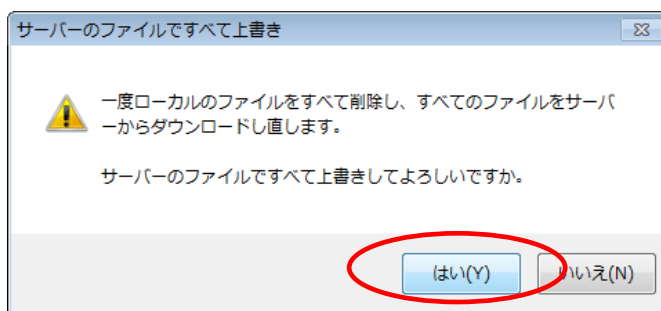 サーバーのファイルですべて上書き
一度ローカルのファイルをすべて削除し、すべてのファイルをサーバ
ーからダウンロードし直します。
サーバーのファイルですべて上書きしてよろしいですか。
はい(Y)
いいえ(N)